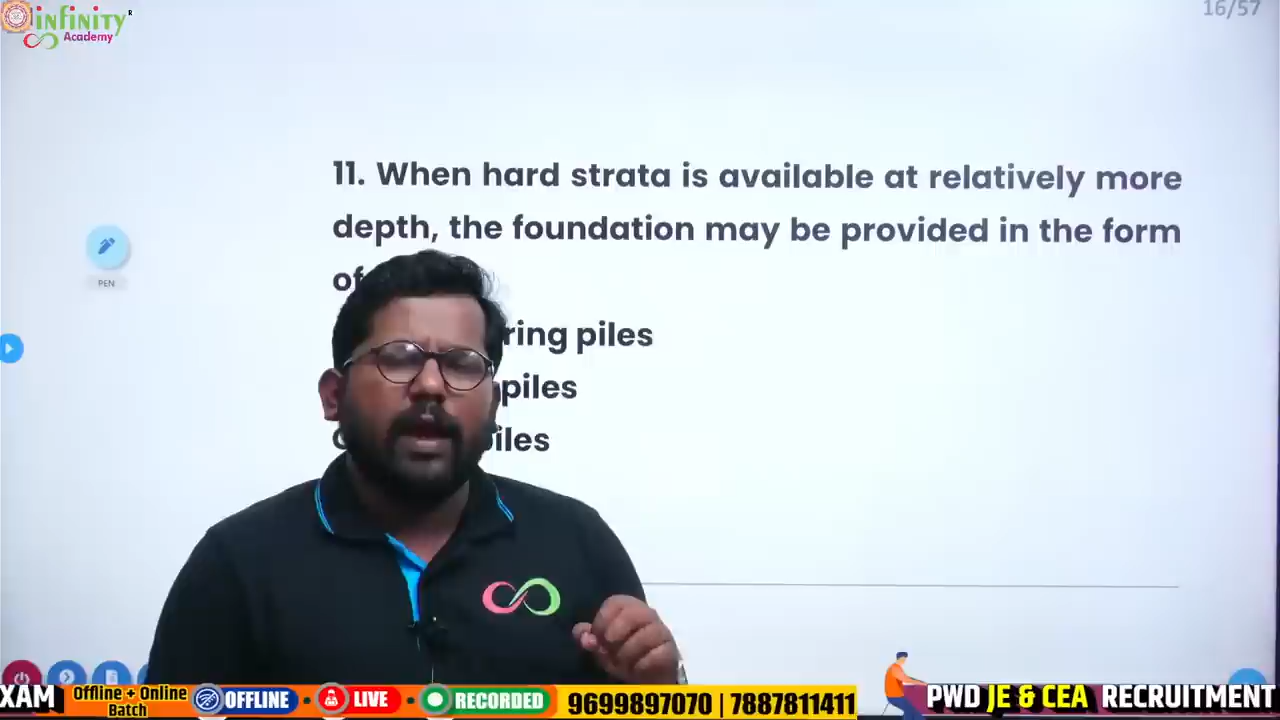 infinity
Academy
16/57
11. When hard strata is available at relatively more
depth, the foundation may be provided in the form
of
ring piles
piles
iles
PEN
XAM
Offline + Online
Batch
OFFLINE
LIVE
RECORDED
9699897070 | 7887811411
PWD JE & CEA RECRUITMENT